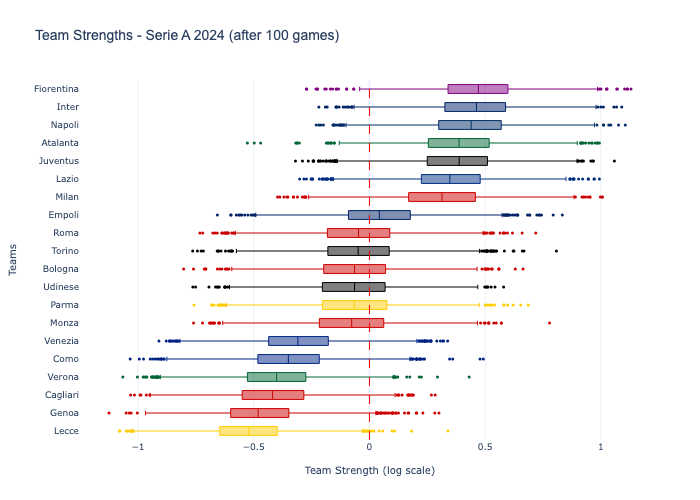 Team Strengths - Serie A 2024 (after 100 games)
Fiorentina
Inter
Napoli
Atalanta
Juventus
Lazio
Milan
Empoli
Roma
Torino
Bologna
Udinese
Parma
Monza
Venezia
Como
Verona
Cagliari
Genoa
Lecce
Teams
−1
−0.5
0
0.5
1
Team Strength (log scale)